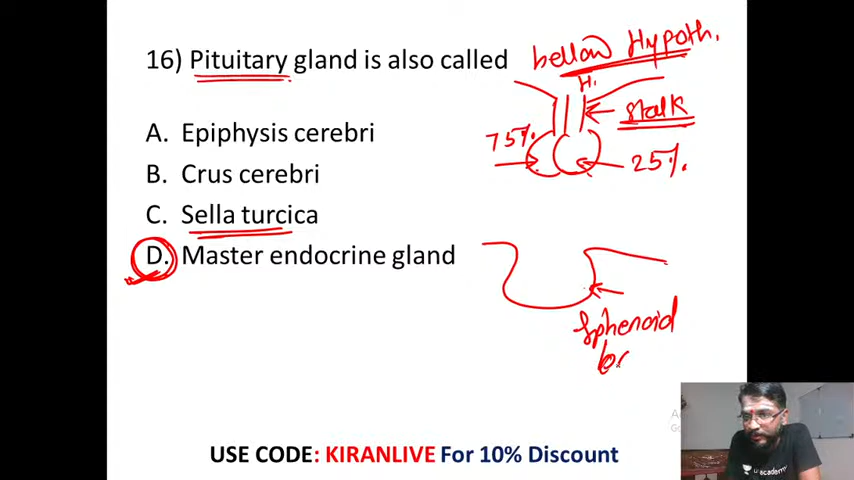 16) Pituitary gland is also called
bellow Hypoth.
H.
A. Epiphysis cerebri
stalk
75%.
25%.
B. Crus cerebri
C. Sella turcica
D. Master endocrine gland
Sphenoid
bo
USE CODE: KIRANLIVE For 10% Discount